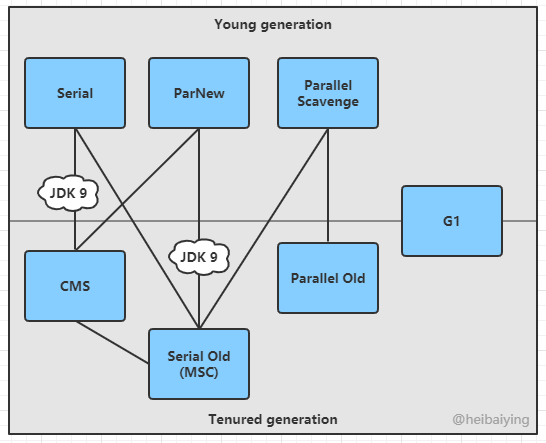 Young generation
Serial
ParNew
Parallel
Scavenge
JDK 9
G1
JDK 9
CMS
Parallel Old
Serial Old
(MSC)
Tenured generation
@heibaiying